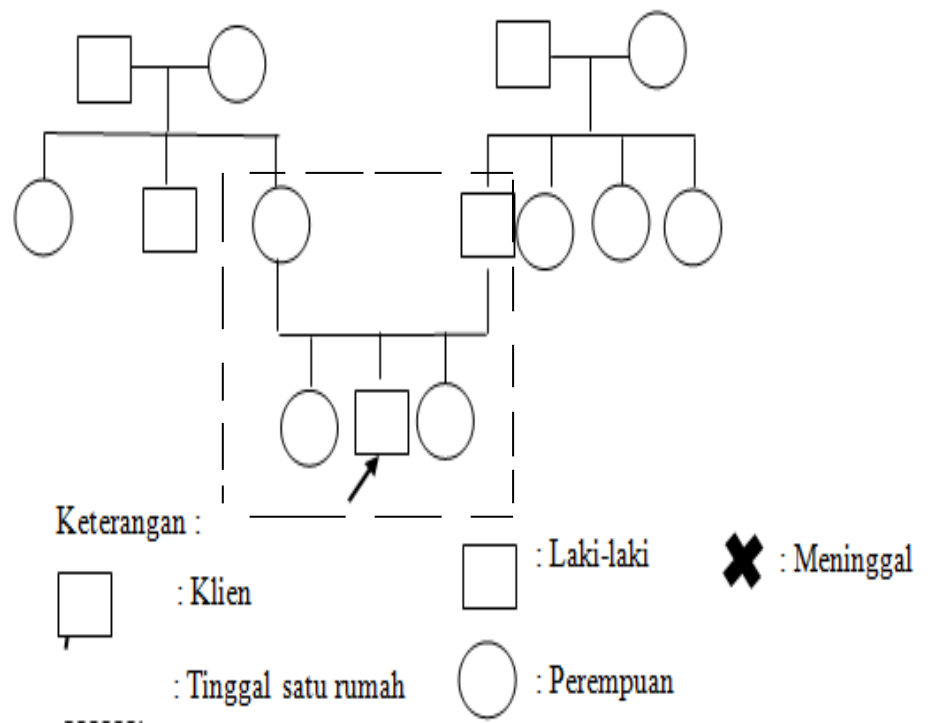 Keterangan :
: Klien
: Tinggal satu rumah
: Laki-laki
: Perempuan
: Meninggal